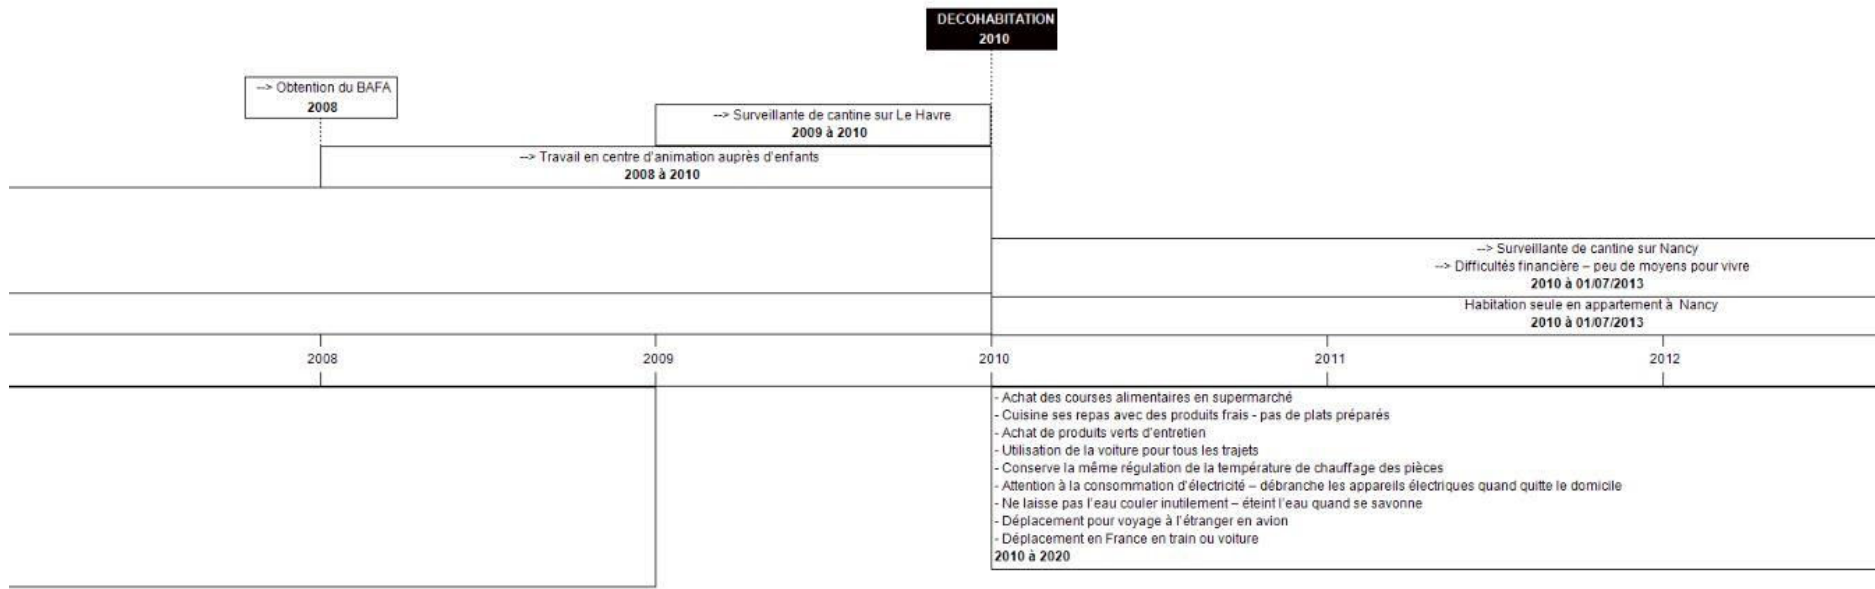 DECOHABITATION
2010
--> Obtention du BAFA
2008
--> Surveillante de cantine sur Le Havre
2009 à 2010
--> Travail en centre d'animation auprès d'enfants
2008 à 2010
--> Surveillante de cantine sur Nancy
--> Difficultés financière – peu de moyens pour vivre
2010 à 01/07/2013
Habitation seule en appartement à Nancy
2010 à 01/07/2013
2008 2009 2010 2011 2012
- Achat des courses alimentaires en supermarché
- Cuisine ses repas avec des produits frais - pas de plats préparés
- Achat de produits verts d'entretien
- Utilisation de la voiture pour tous les trajets
- Conserve la même régulation de la température de chauffage des pièces
- Attention à la consommation d'électricité – débranche les appareils électriques quand quitte le domicile
- Ne laisse pas l'eau couler inutilement – éteint l'eau quand se savonne
- Déplacement pour voyage à l'étranger en avion
- Déplacement en France en train ou voiture
2010 à 2020